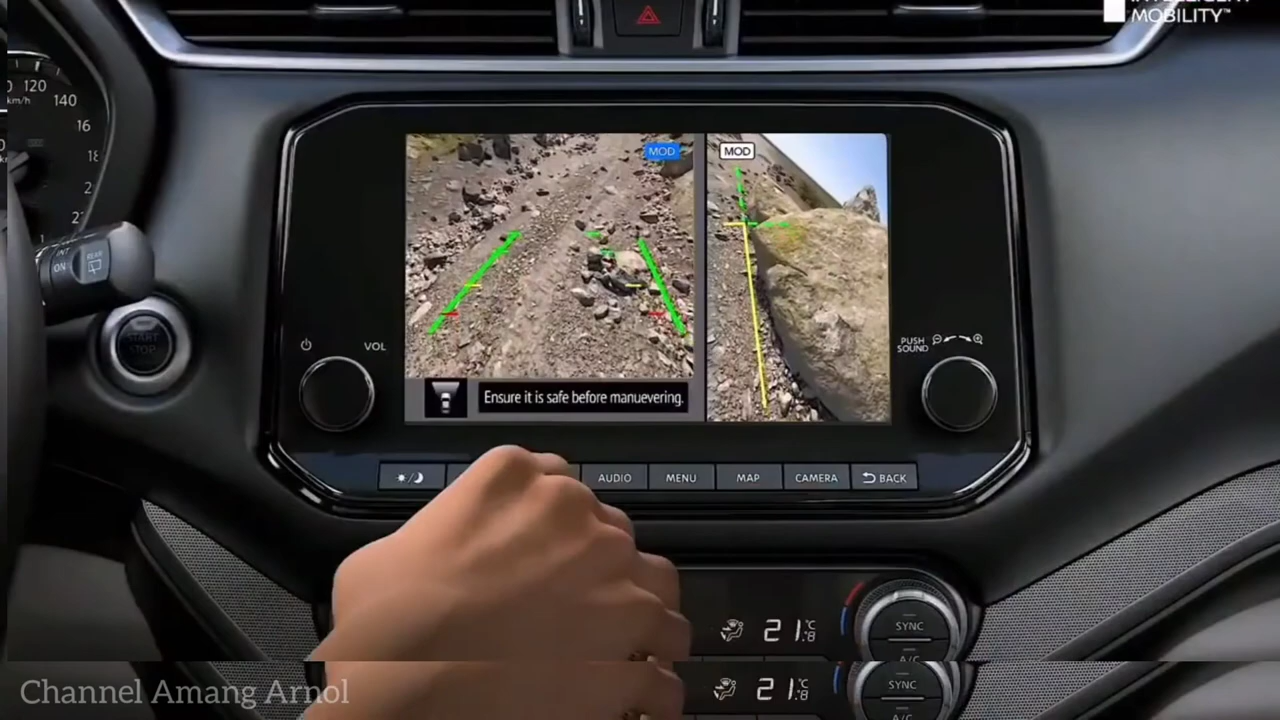 MOBILITY™
120
km/h
140
16
18
2
2
INT
ON
REAR
START
STOP
VOL
PUSH
SOUND
MOD
MOD
Ensure it is safe before manuevering.
AUDIO
MENU
MAP
CAMERA
BACK
21.°C
SYNC
A/C
21.°C
SYNC
A/C
Channel Amang Arnol